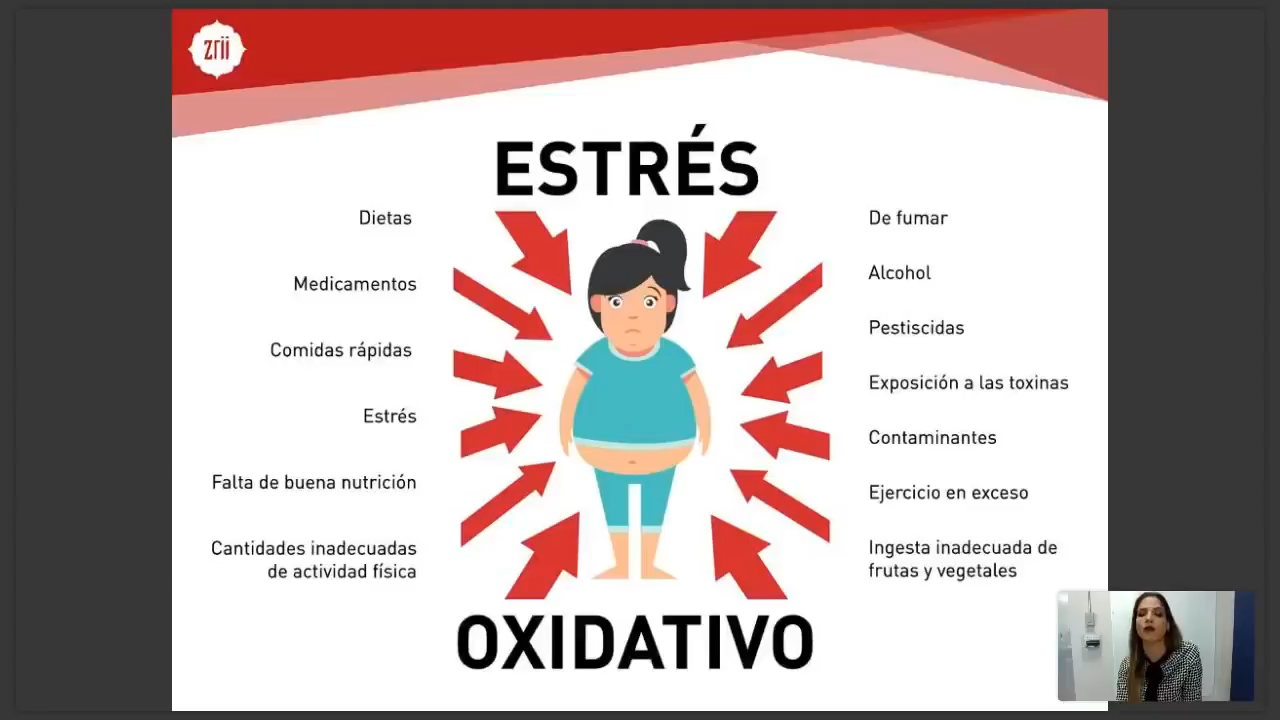 zrii
ESTRÉS
Dietas
Medicamentos
Comidas rápidas
Estrés
Falta de buena nutrición
Cantidades inadecuadas
de actividad física
De fumar
Alcohol
Pestiscidas
Exposición a las toxinas
Contaminantes
Ejercicio en exceso
Ingesta inadecuada de
frutas y vegetales
OXIDATIVO